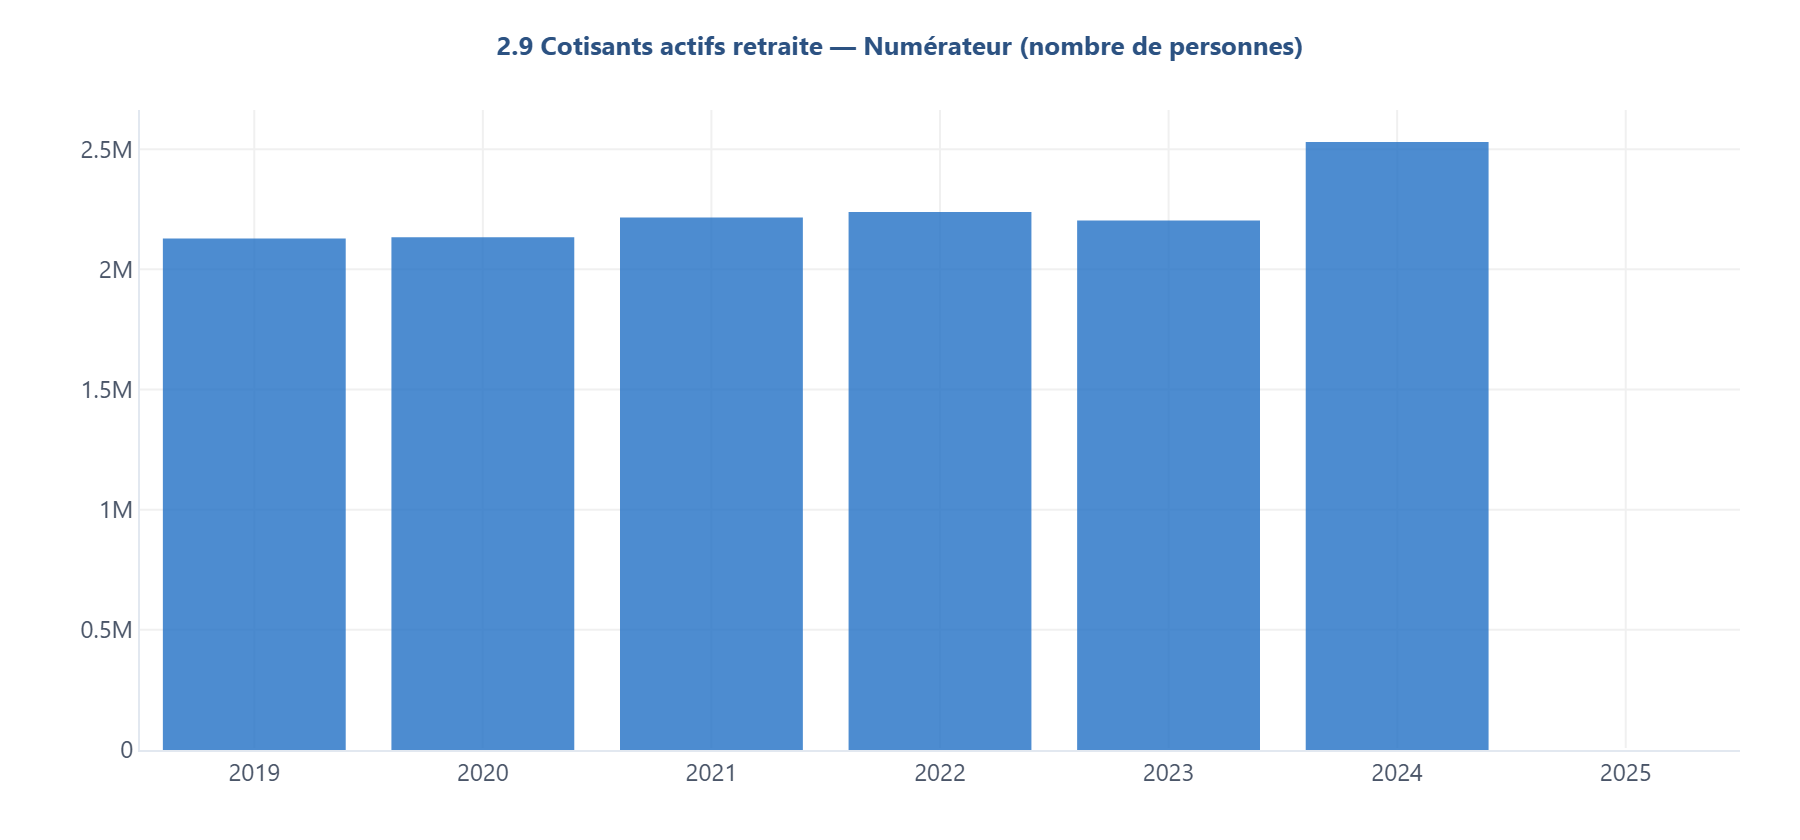 2.9 Cotisants actifs retraite — Numérateur (nombre de personnes)
2.5M
2M
1.5M
1M
0.5M
0
2019 2020 2021 2022 2023 2024 2025